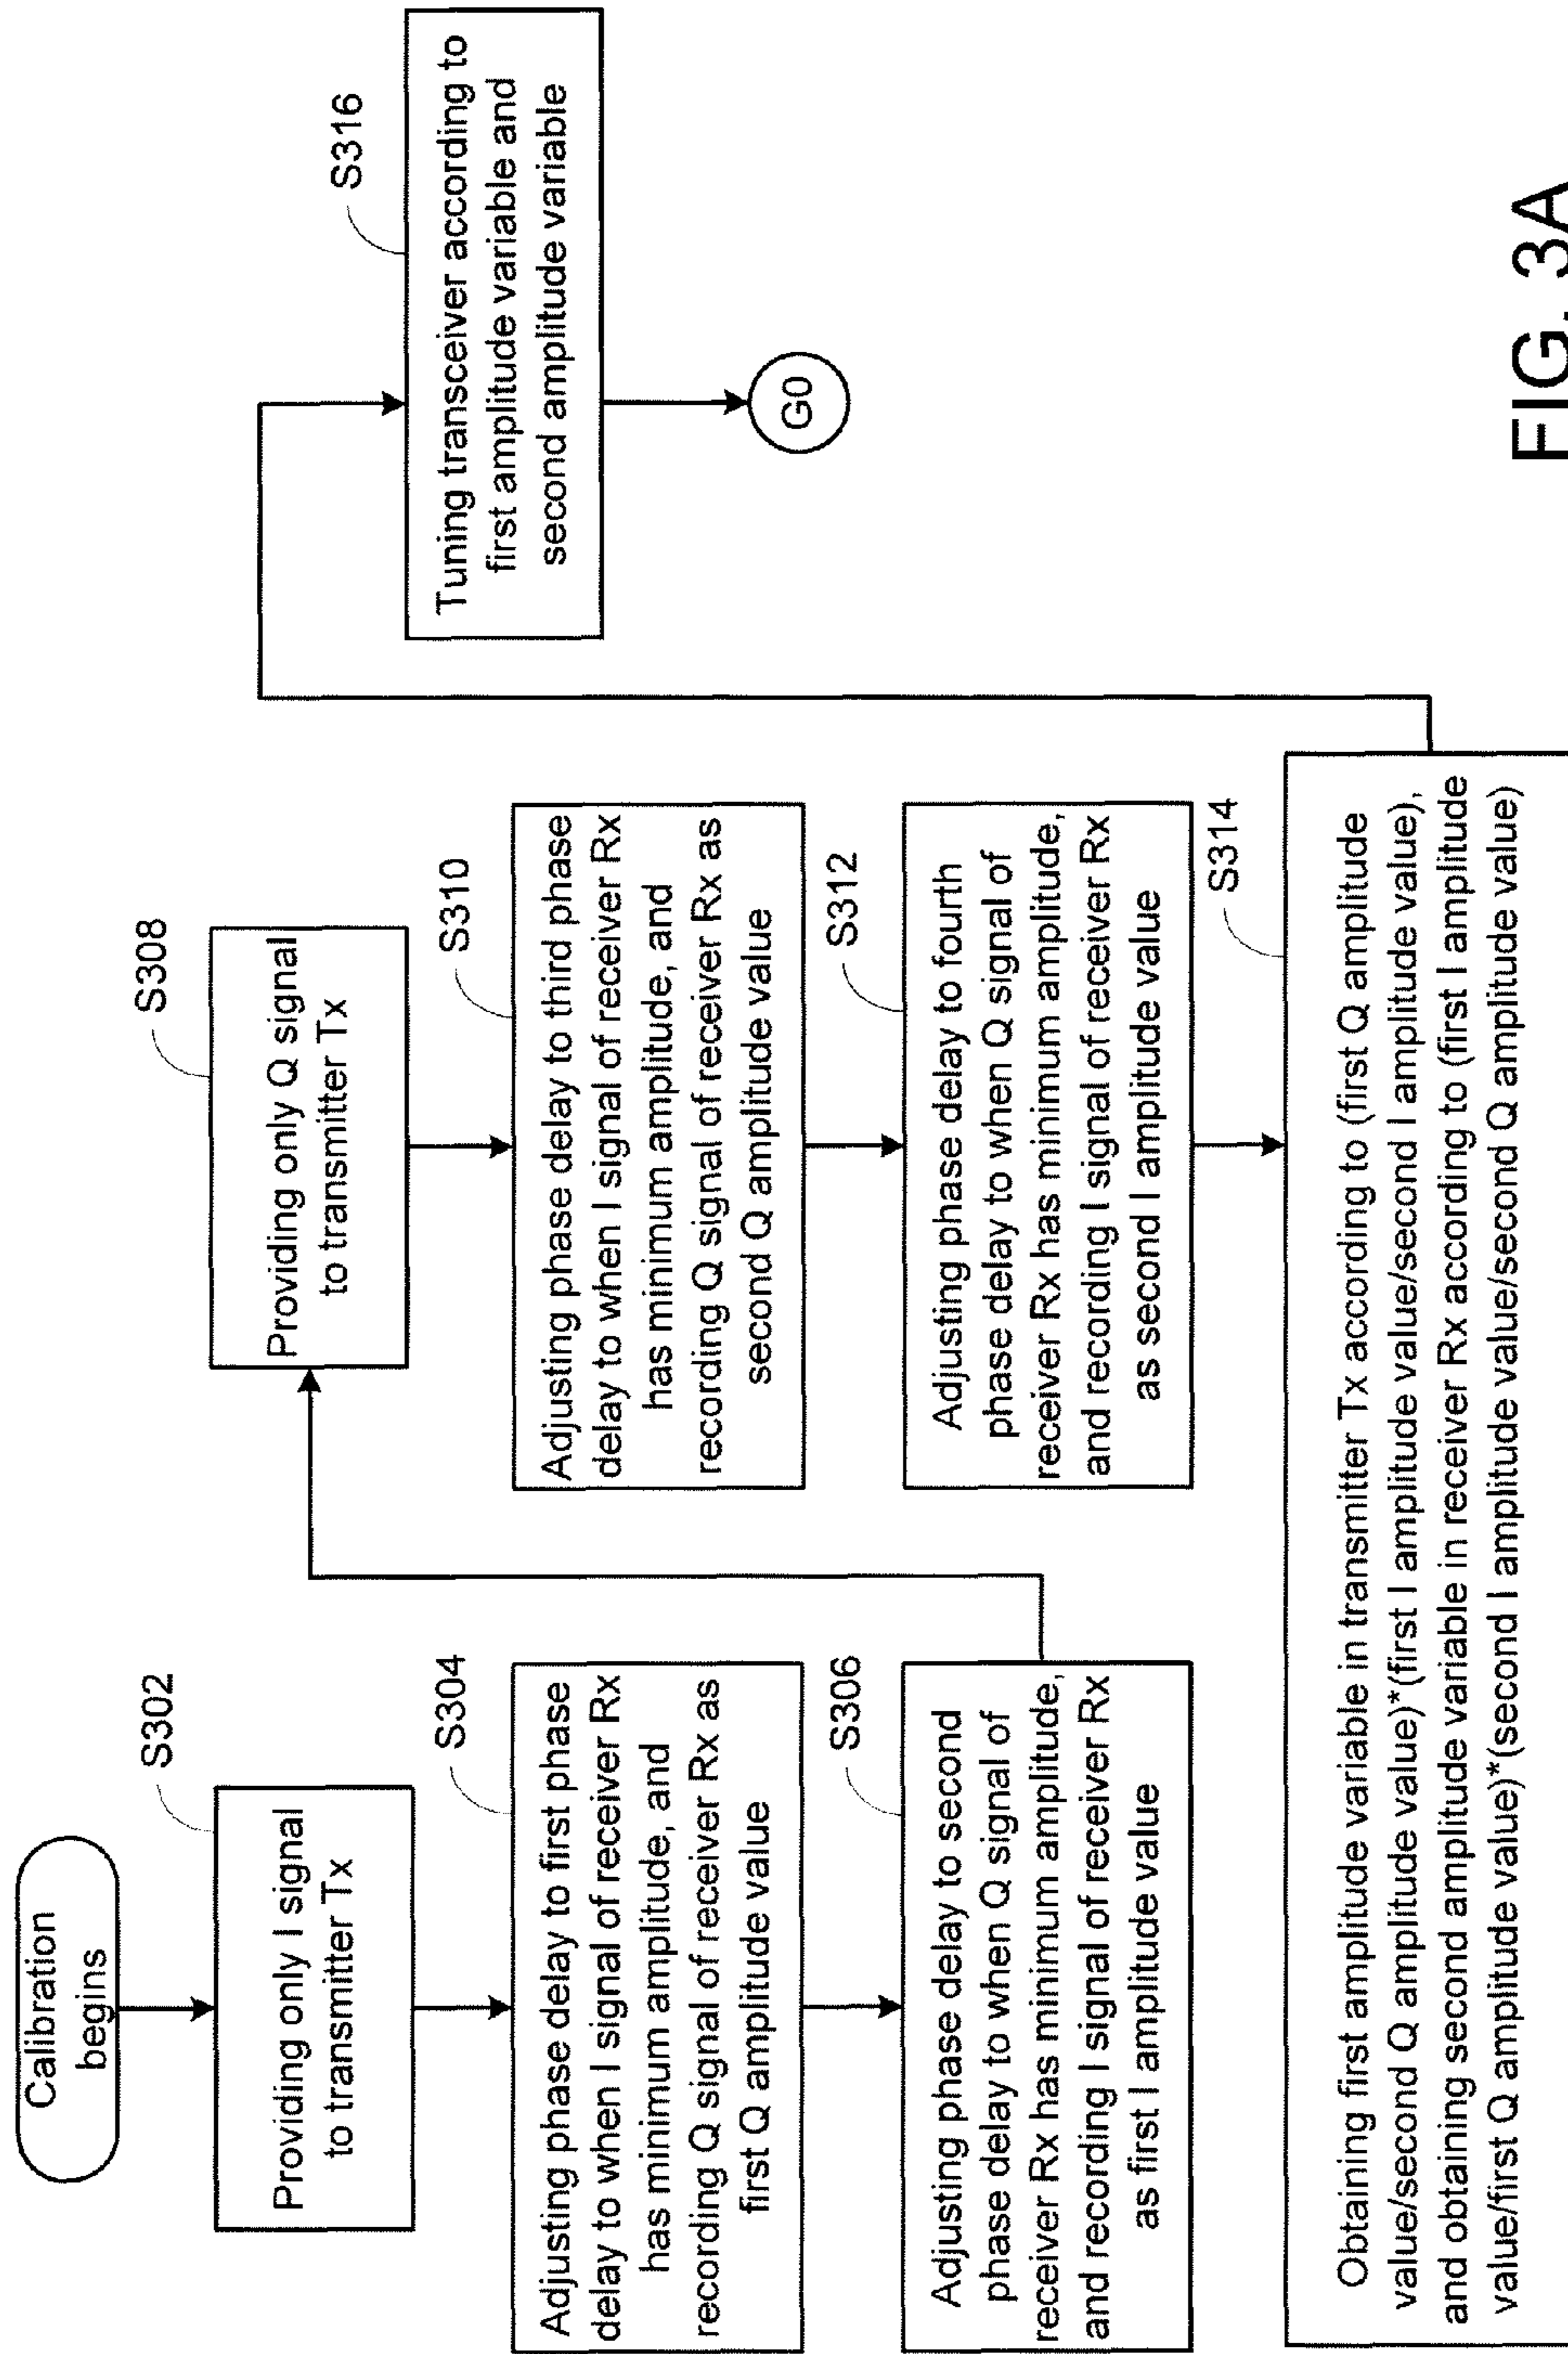 Calibration
begins
S302
Providing only I signal
to transmitter Tx
S304
Adjusting phase delay to first phase
delay to when I signal of receiver Rx
has minimum amplitude, and
recording Q signal of receiver Rx as
first Q amplitude value
S306
Adjusting phase delay to second
phase delay to when Q signal of
receiver Rx has minimum amplitude,
and recording I signal of receiver Rx
as first I amplitude value
S308
Providing only Q signal
to transmitter Tx
S310
Adjusting phase delay to third phase
delay to when I signal of receiver Rx
has minimum amplitude, and
recording Q signal of receiver Rx as
second Q amplitude value
S312
Adjusting phase delay to fourth
phase delay to when Q signal of
receiver Rx has minimum amplitude,
and recording I signal of receiver Rx
as second I amplitude value
S314
Obtaining first amplitude variable in transmitter Tx according to (first Q amplitude
value/second Q amplitude value)*(first I amplitude value/second I amplitude value),
and obtaining second amplitude variable in receiver Rx according to (first I amplitude
value/first Q amplitude value)*(second I amplitude value/second Q amplitude value)
S316
Tuning transceiver according to
first amplitude variable and
second amplitude variable
G0
FIG. 3A